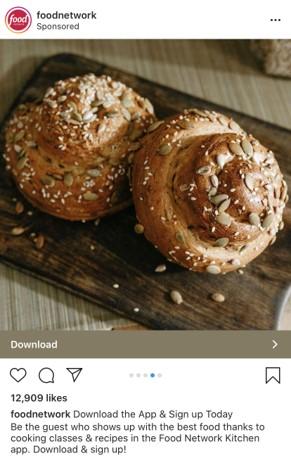 food
foodnetwork
Sponsored
Download
12,909 likes
foodnetwork Download the App & Sign up Today
Be the guest who shows up with the best food thanks to
cooking classes & recipes in the Food Network Kitchen
app. Download & sign up!